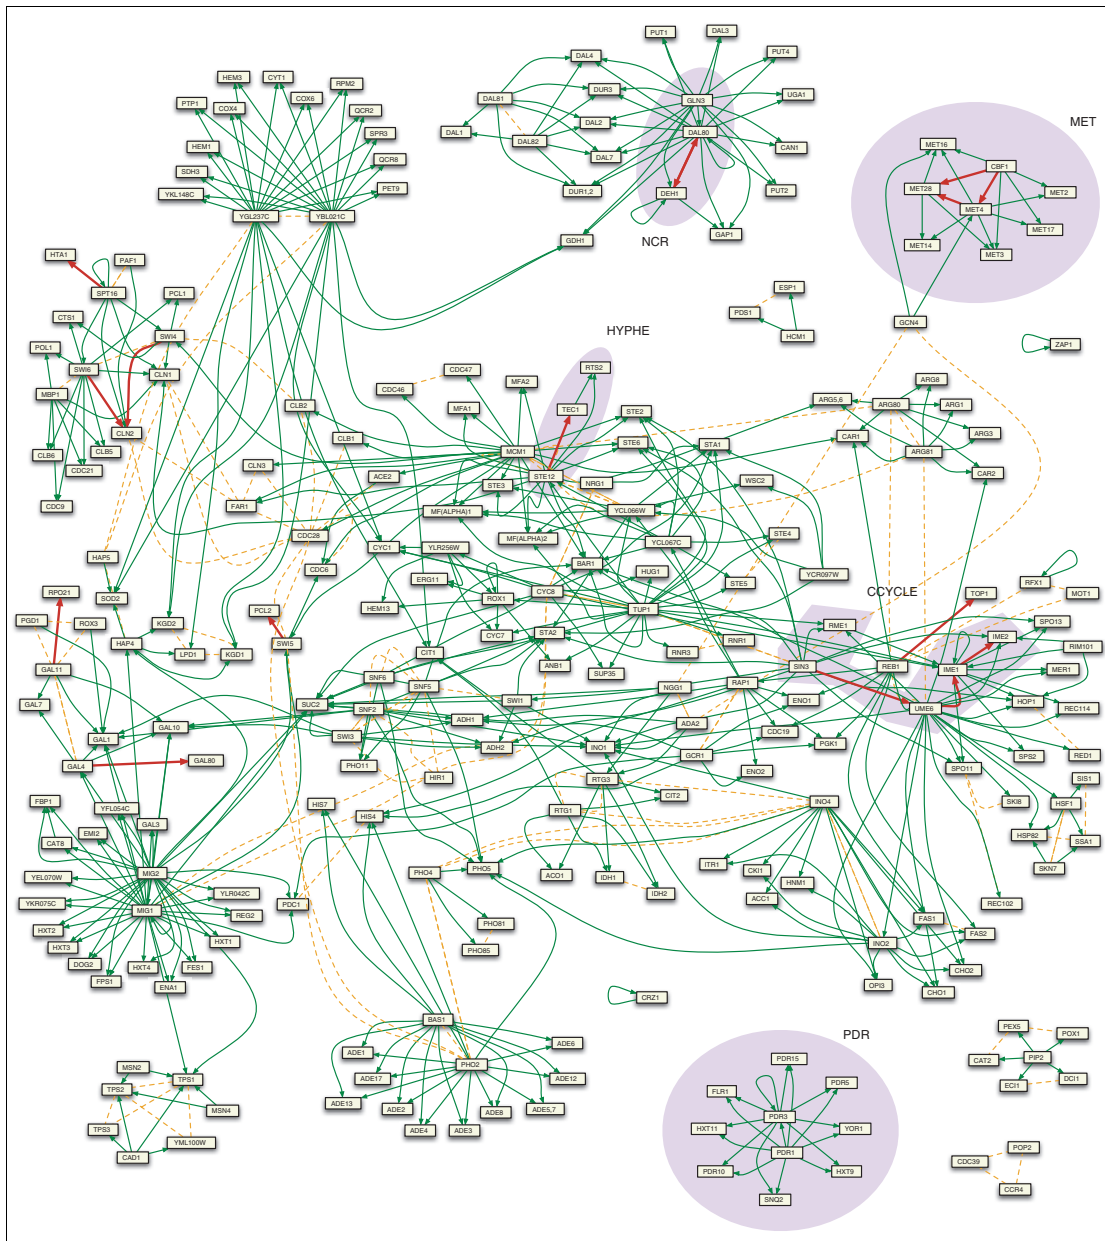 PUT1
DAL3
DAL4
PUT4
HEM3
CYT1
RPM2
DUR3
GLN3
UGA1
PTP1
COX4
COX6
QCR2
DAL81
DAL2
DAL80
MET
DAL1
DAL82
SPR3
HEM1
QCR8
DAL7
CAN1
MET16
CBF1
SDH3
PET9
DUR1,2
DEH1
PUT2
MET28
MET2
YKL148C
YGL237C
YBL021C
MET4
MET17
GDH1
NCR
GAP1
MET14
MET3
HTA1
PAF1
SPT16
PCL1
ESP1
CTS1
PDS1
HCM1
GCN4
SWI4
HYPHE
ZAP1
POL1
SWI6
CLN1
CDC47
RTS2
CDC46
MFA2
ARG8
MBP1
CLB2
MFA1
TEC1
STE2
ARG5,6
ARG80
ARG1
CLN2
CLB1
MCM1
STE6
STA1
CAR1
ARG3
CLB6
CLB5
CDC21
CLN3
ACE2
STE12
ARG81
CAR2
STE3
NRG1
WSC2
CDC9
FAR1
MF(ALPHA)1
YCL066W
CDC28
CYC1
YLR256W
MF(ALPHA)2
YCL067C
STE4
HAP5
CDC6
BAR1
HUG1
STE5
YCR097W
RPO21
SOD2
ERG11
ROX1
CYC8
CCYCLE
RFX1
MOT1
TOP1
PGD1
ROX3
PCL2
HEM13
TUP1
HAP4
KGD2
SWI5
CYC7
STA2
RNR1
RME1
SPO13
LPD1
KGD1
CIT1
RNR3
IME2
RIM101
GAL11
SNF6
SNF5
ANB1
SUP35
SIN3
REB1
IME1
MER1
GAL7
SUC2
SNF2
SWI1
NGG1
RAP1
ENO1
UME6
HOP1
REC114
GAL10
ADH1
GAL1
SWI3
ADH2
INO1
ADA2
CDC19
PGK1
GAL4
GAL80
PHO11
HIR1
GCR1
ENO2
SPS2
RED1
SPO11
RTG3
SIS1
FBP1
YFL054C
HIS7
HIS4
RTG1
CIT2
INO4
SKI8
HSF1
GAL3
EMI2
CAT8
HSP82
SSA1
YEL070W
MIG2
PHO4
PHO5
ACO1
IDH1
IDH2
ITR1
CKI1
HNM1
SKN7
YLR042C
YKR075C
MIG1
REG2
PDC1
ACC1
REC102
HXT2
PHO81
FAS1
FAS2
HXT3
HXT1
PHO85
INO2
DOG2
HXT4
FES1
CHO2
FPS1
ENA1
OPI3
CHO1
CRZ1
BAS1
PDR
PEX5
POX1
ADE1
ADE6
PDR15
CAT2
PIP2
MSN2
PHO2
ADE17
ADE12
ECI1
DCI1
TPS2
TPS1
FLR1
PDR5
ADE13
ADE2
ADE8
ADE5,7
MSN4
PDR3
TPS3
ADE4
ADE3
HXT11
YOR1
YML100W
POP2
CAD1
PDR1
CDC39
PDR10
HXT9
CCR4
SNQ2